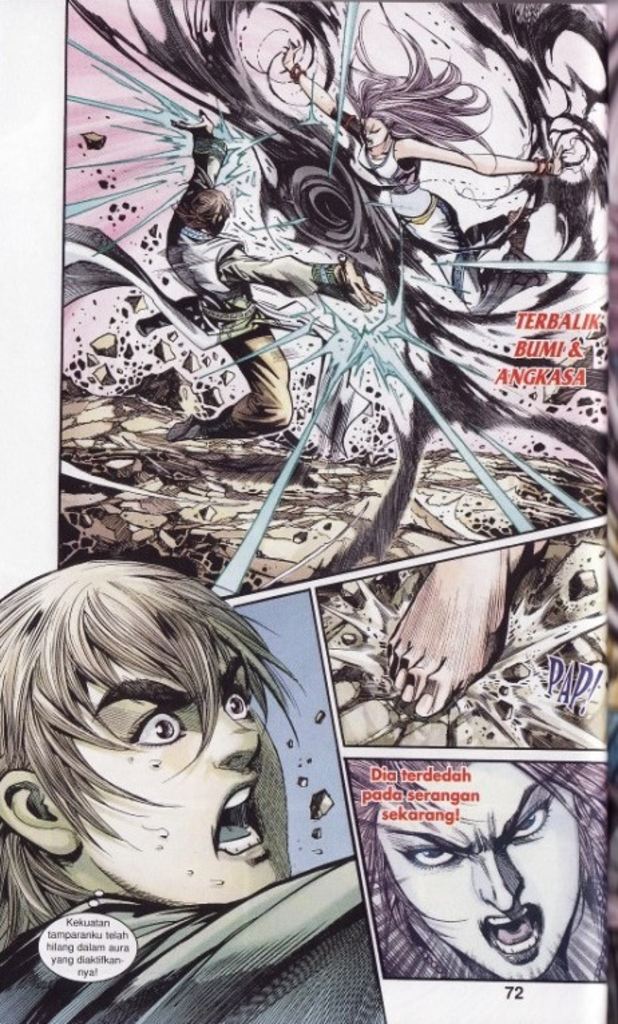 TERBALIK
BUMI &
ANGKASA
PAP!
Dia terdedah
pada serangan
sekarang!
Kekuatan
tamparanku telah
hilang dalam aura
yang diaktifkan-
nya!
72